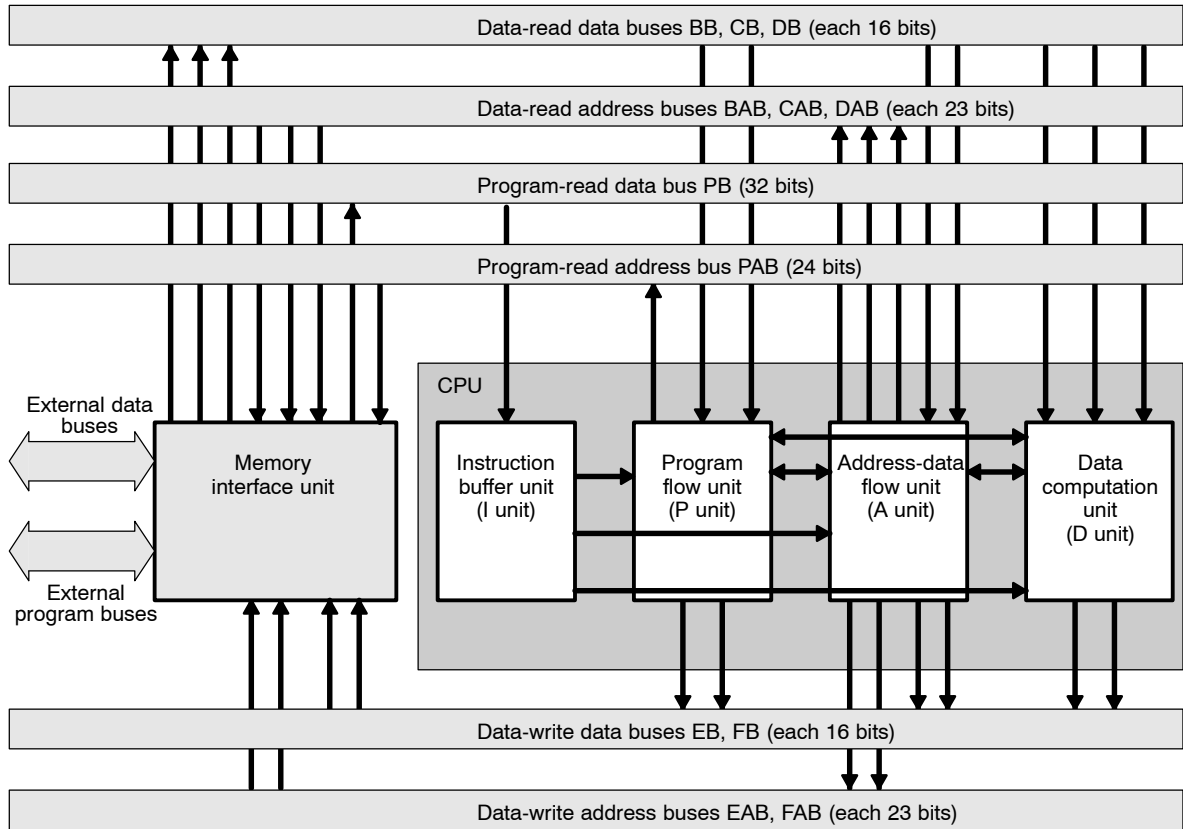 Data-read data buses BB, CB, DB (each 16 bits)
Data-read address buses BAB, CAB, DAB (each 23 bits)
Program-read data bus PB (32 bits)
Program-read address bus PAB (24 bits)
CPU
External data
buses
Memory
interface unit
Instruction
buffer unit
(I unit)
Program
flow unit
(P unit)
Address-data
flow unit
(A unit)
Data
computation
unit
(D unit)
External
program buses
Data-write data buses EB, FB (each 16 bits)
Data-write address buses EAB, FAB (each 23 bits)